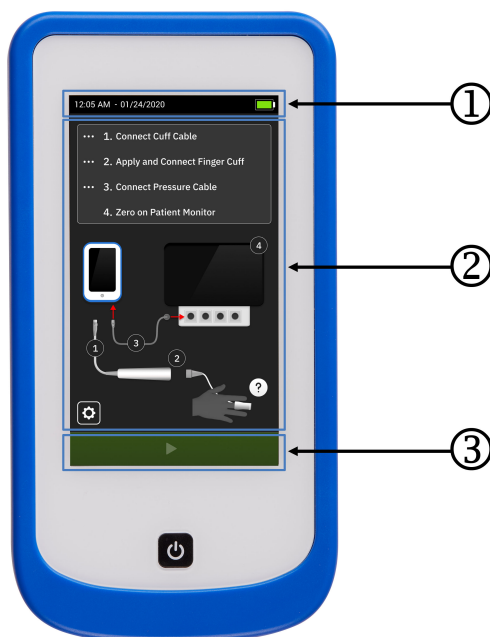 12:05 AM - 01/24/2020
①
••• 1. Connect Cuff Cable
••• 2. Apply and Connect Finger Cuff
••• 3. Connect Pressure Cable
4. Zero on Patient Monitor
②
4
1
3
2
?
③